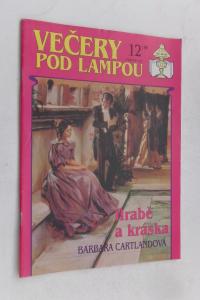 VEČERY
POD LAMPOU
12
Hrabě
a kráska
BARBARA CARTLANDOVÁ